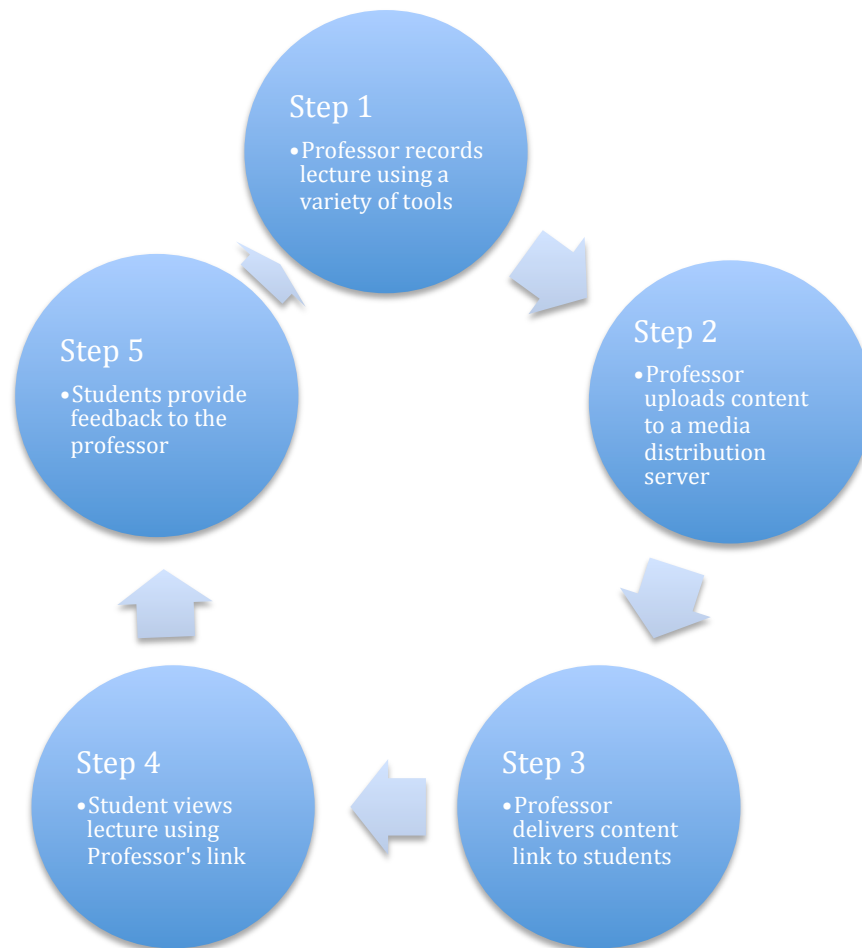 Step 1
•Professor records
lecture using a
variety of tools
Step 2
•Professor
uploads content
to a media
distribution
server
Step 3
•Professor
delivers content
link to students
Step 4
•Student views
lecture using
Professor's link
Step 5
•Students provide
feedback to the
professor